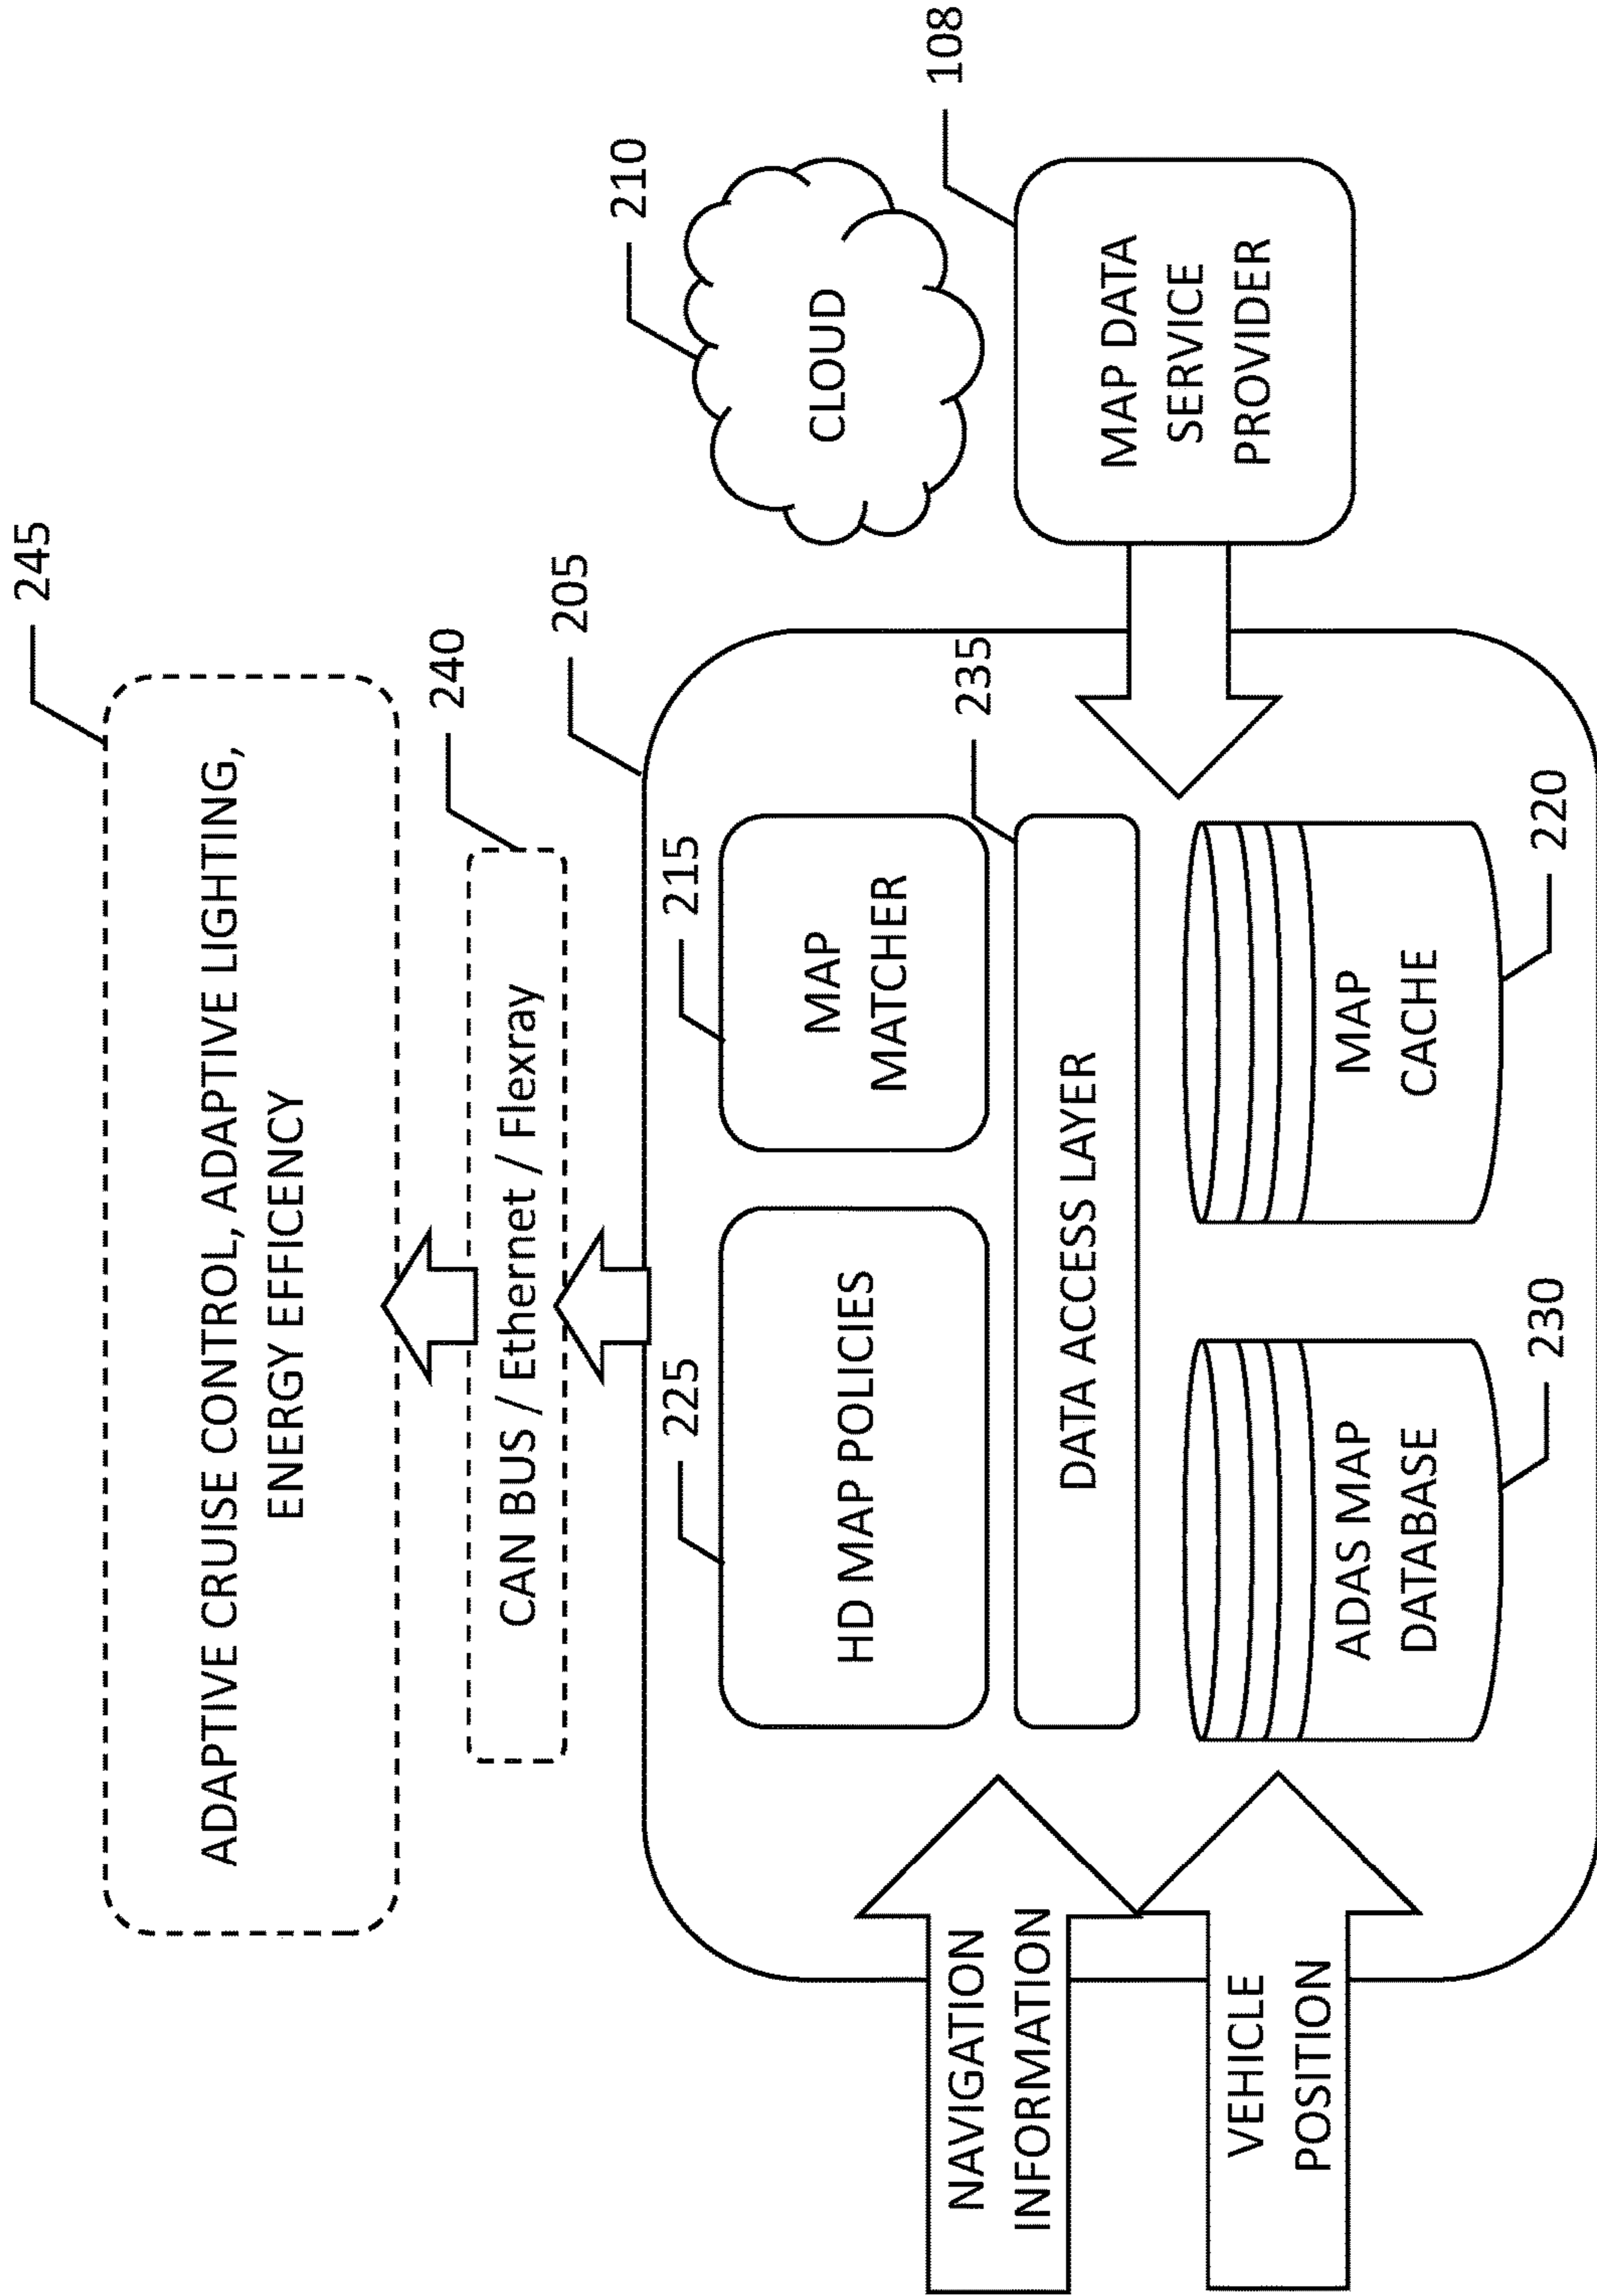 245
ADAPTIVE CRUISE CONTROL, ADAPTIVE LIGHTING,
ENERGY EFFICENCY
240
CAN BUS / Ethernet / Flexray
205
210
CLOUD
225
HD MAP POLICIES
215
MAP
MATCHER
108
MAP DATA
SERVICE
PROVIDER
NAVIGATION
INFORMATION
235
DATA ACCESS LAYER
VEHICLE
POSITION
ADAS MAP
DATABASE
230
MAP
CACHE
220